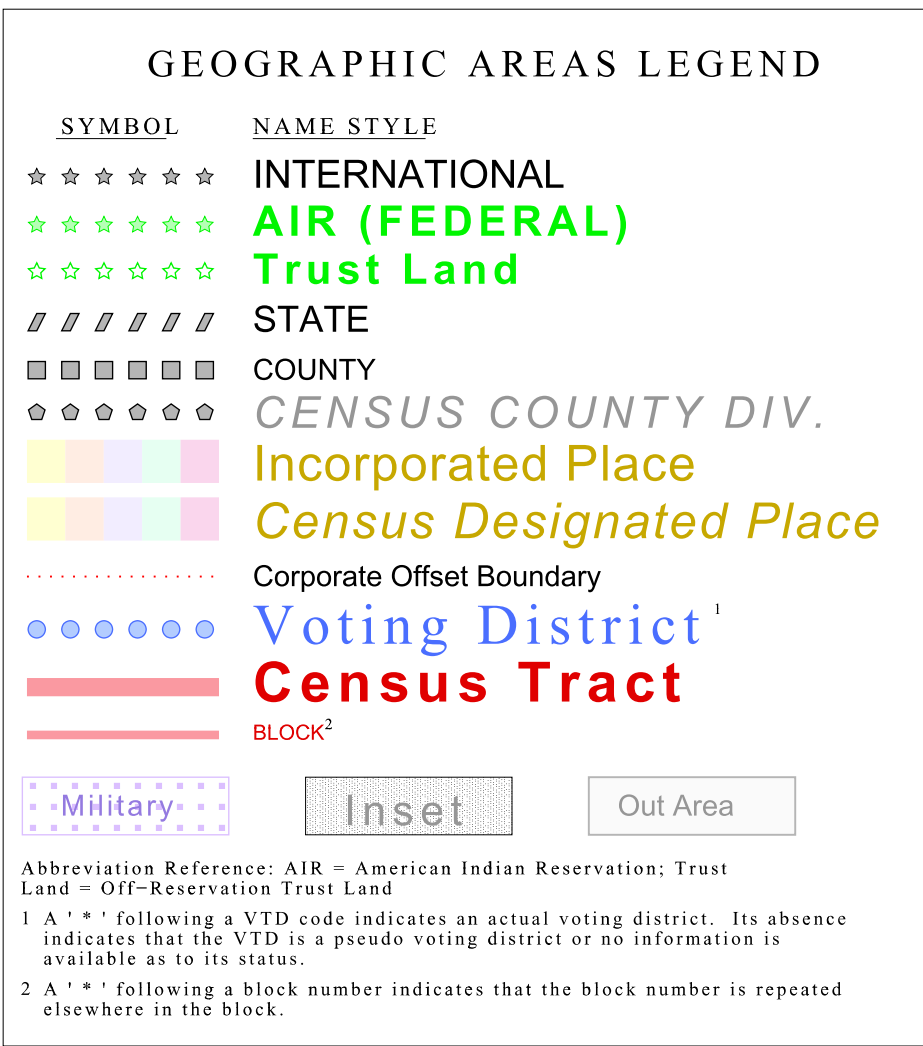 GEOGRAPHIC AREAS LEGEND
SYMBOL NAME STYLE
INTERNATIONAL
AIR (FEDERAL)
Trust Land
STATE
COUNTY
CENSUS COUNTY DIV.
Incorporated Place
Census Designated Place
Corporate Offset Boundary
Voting District 1
Census Tract
BLOCK2
Military Inset Out Area
Abbreviation Reference: AIR = American Indian Reservation; Trust
Land = Off−Reservation Trust Land
1 A ' * ' following a VTD code indicates an actual voting district. Its absence
indicates that the VTD is a pseudo voting district or no information is
available as to its status.
2 A ' * ' following a block number indicates that the block number is repeated
elsewhere in the block.